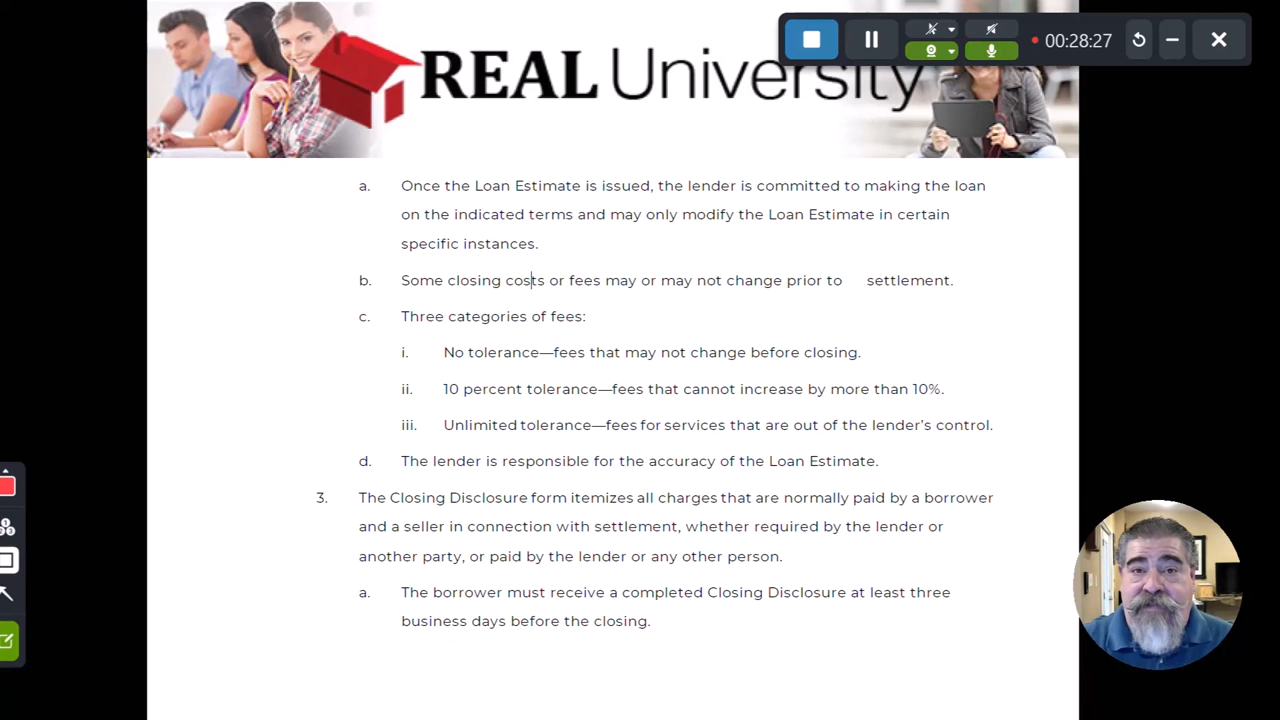 00:28:27
REAL University
a. Once the Loan Estimate is issued, the lender is committed to making the loan
on the indicated terms and may only modify the Loan Estimate in certain
specific instances.
b. Some closing costs or fees may or may not change prior to settlement.
c. Three categories of fees:
i. No tolerance—fees that may not change before closing.
ii. 10 percent tolerance—fees that cannot increase by more than 10%.
iii. Unlimited tolerance—fees for services that are out of the lender's control.
d. The lender is responsible for the accuracy of the Loan Estimate.
3. The Closing Disclosure form itemizes all charges that are normally paid by a borrower
and a seller in connection with settlement, whether required by the lender or
another party, or paid by the lender or any other person.
a. The borrower must receive a completed Closing Disclosure at least three
business days before the closing.